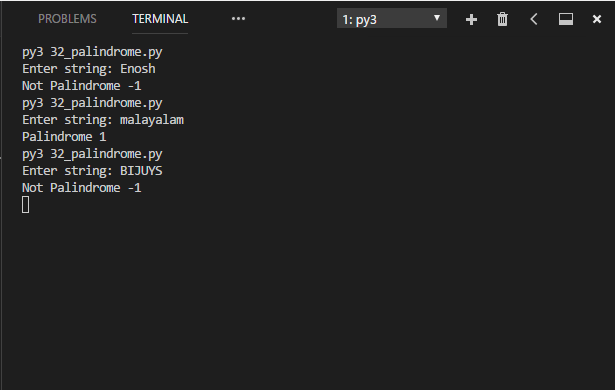 PROBLEMS TERMINAL ••• 1: py3
py3 32_palindrome.py
Enter string: Enosh
Not Palindrome -1
py3 32_palindrome.py
Enter string: malayalam
Palindrome 1
py3 32_palindrome.py
Enter string: BIJUYS
Not Palindrome -1